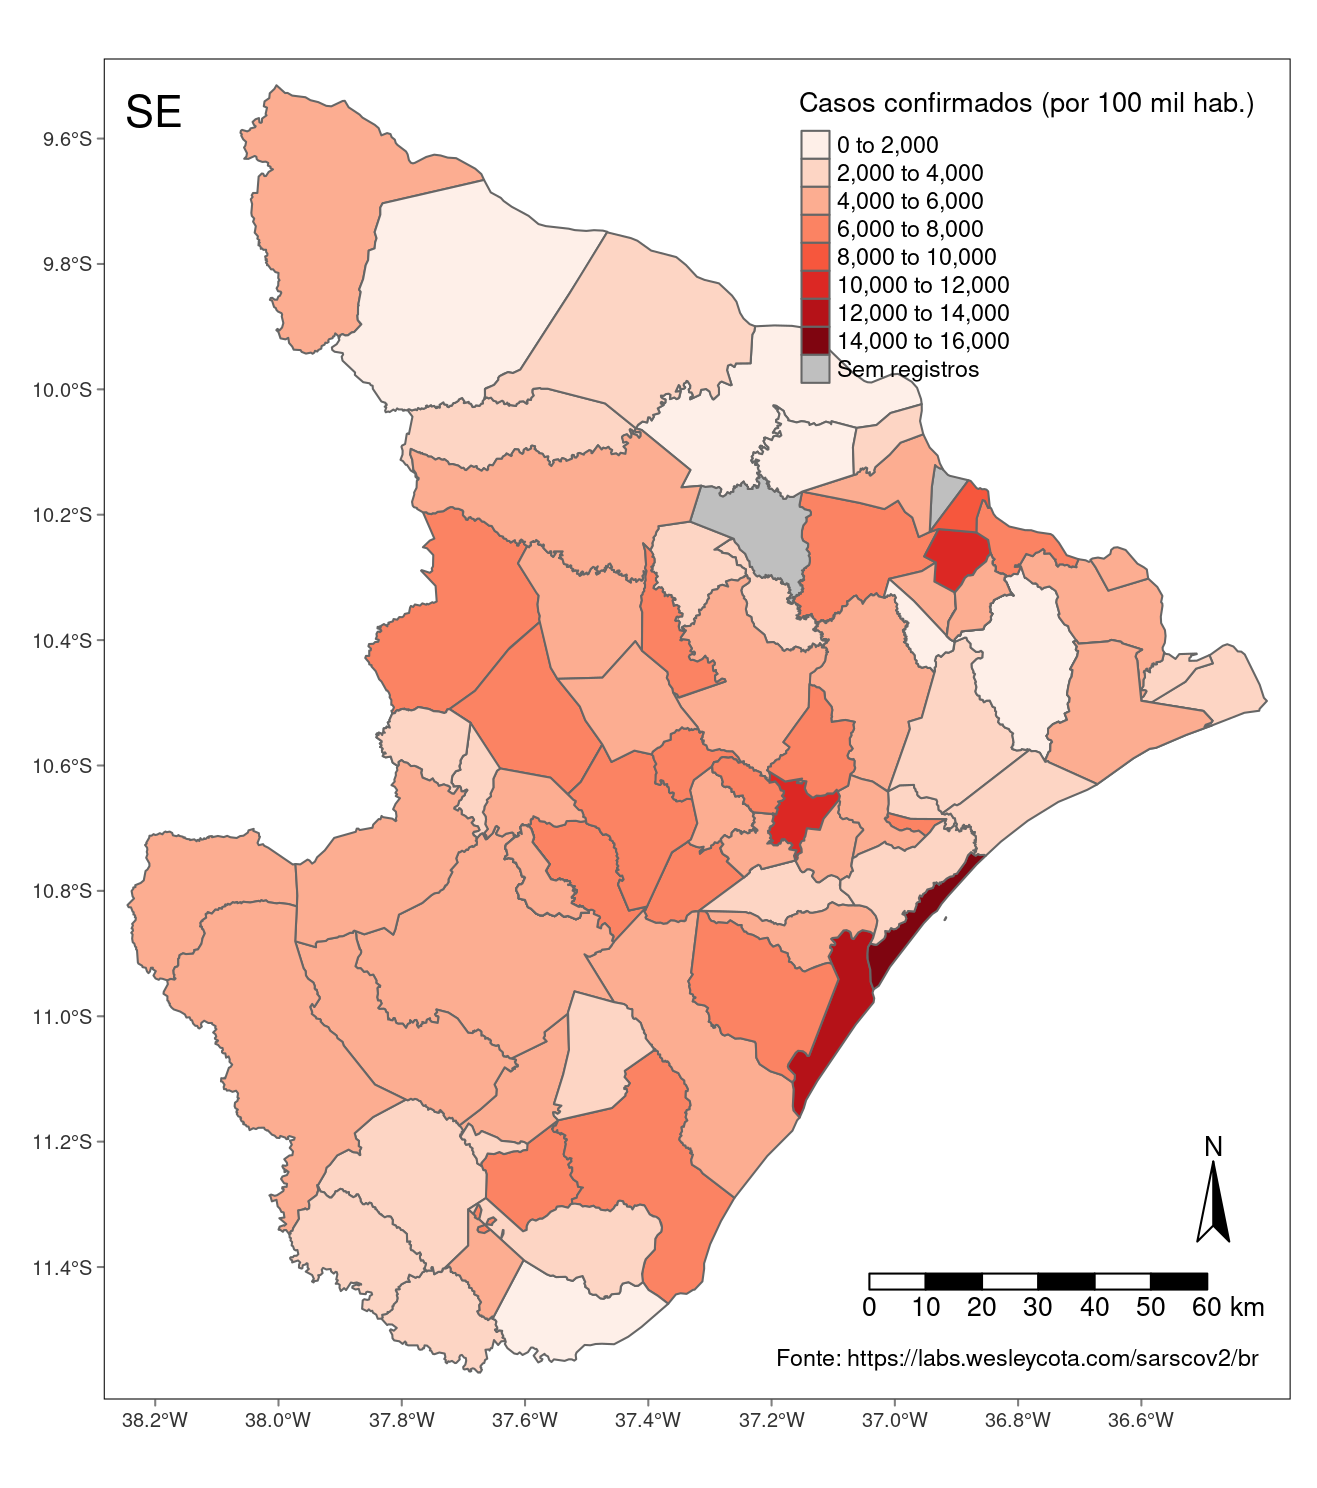 SE
Casos confirmados (por 100 mil hab.)
0 to 2,000
2,000 to 4,000
4,000 to 6,000
6,000 to 8,000
8,000 to 10,000
10,000 to 12,000
12,000 to 14,000
14,000 to 16,000
Sem registros
9.6°S
9.8°S
10.0°S
10.2°S
10.4°S
10.6°S
10.8°S
11.0°S
11.2°S
11.4°S
N
0 10 20 30 40 50 60 km
Fonte: https://labs.wesleycota.com/sarscov2/br
38.2°W 38.0°W 37.8°W 37.6°W 37.4°W 37.2°W 37.0°W 36.8°W 36.6°W